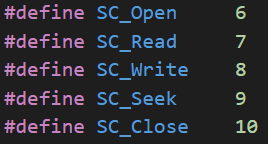 #define SC_Open 6
#define SC_Read 7
#define SC_Write 8
#define SC_Seek 9
#define SC_Close 10